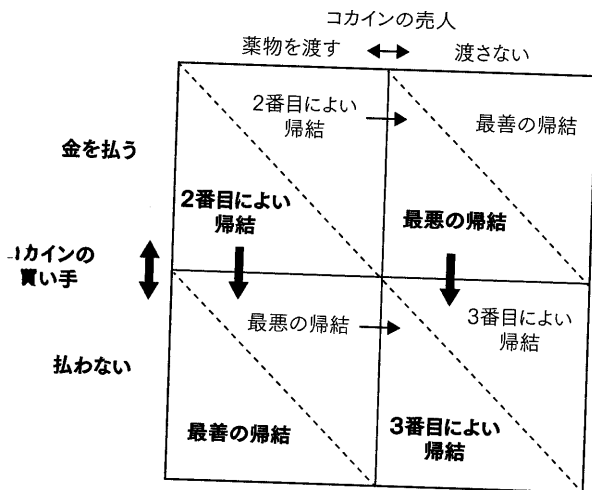 コカインの売人
薬物を渡す
渡さない
2番目によい
帰結
最善の帰結
金を払う
2番目によい
帰結
最悪の帰結
カインの
買い手
最悪の帰結
3番目によい
帰結
払わない
最善の帰結
3番目によい
帰結